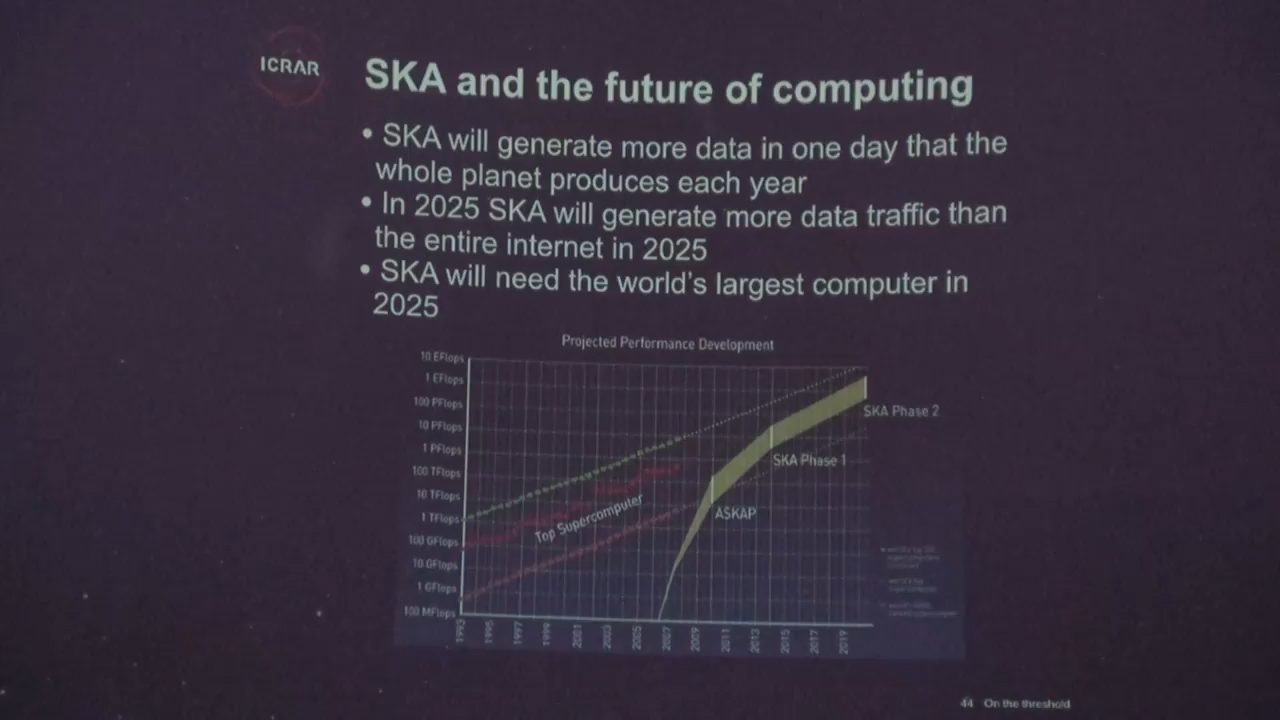 ICRAR
SKA and the future of computing
• SKA will generate more data in one day that the
whole planet produces each year
• In 2025 SKA will generate more data traffic than
the entire internet in 2025
• SKA will need the world's largest computer in
2025
Projected Performance Development
10 EFlops
1 EFlops
100 PFlops
10 PFlops
1 PFlops
100 TFlops
10 TFlops
1 TFlops
100 GFlops
10 GFlops
1 GFlops
100 MFlops
SKA Phase 2
SKA Phase 1
ASKAP
Top Supercomputer
1993 1995 1997 1999 2001 2003 2005 2007 2009 2011 2013 2015 2017 2019
44 On the threshold